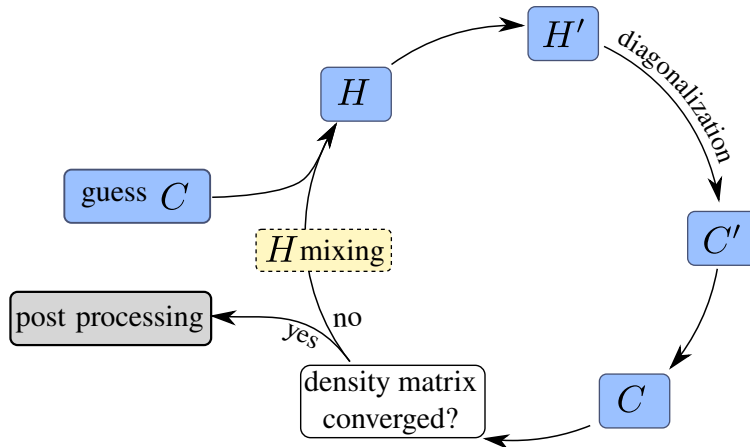 H′
diagonalization
H
guess C
C′
H mixing
post processing
yes
no
density matrix
converged?
C